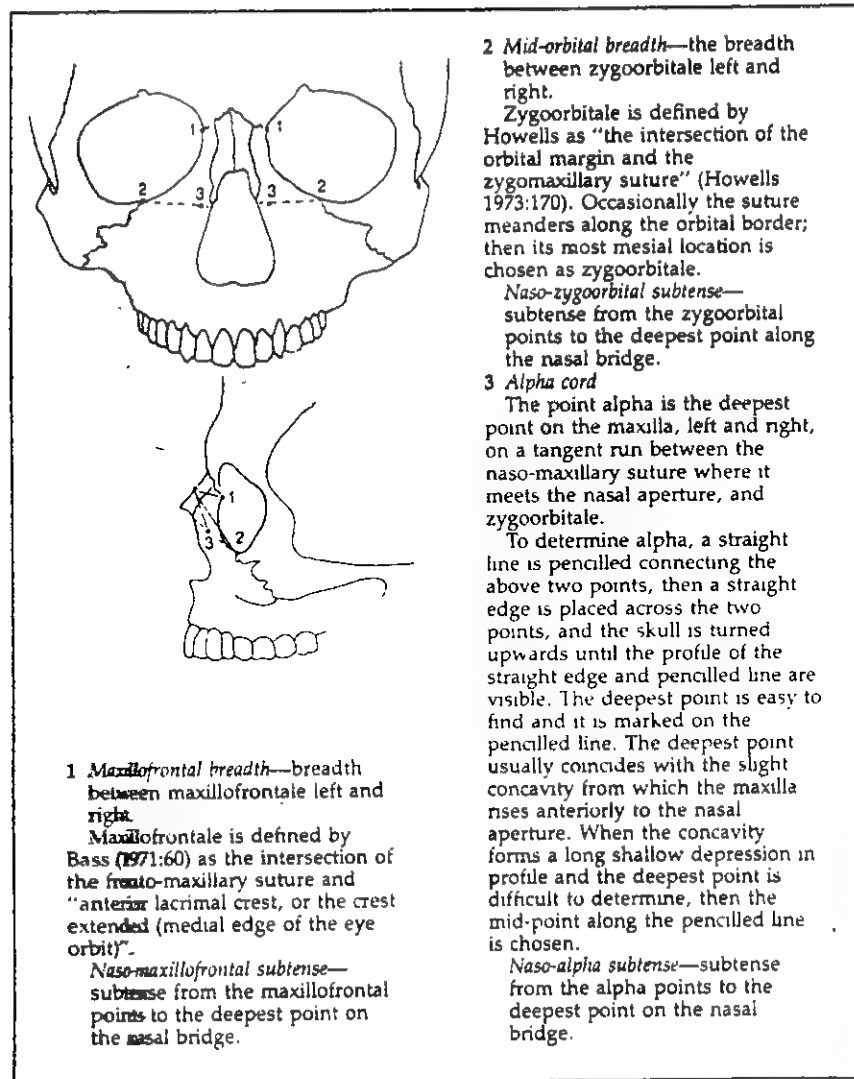 1 1
2 3 3 2
1
3 2
1 Maxillofrontal breadth—breadth
between maxillofrontale left and
right.
Maxillofrontale is defined by
Bass (1971:60) as the intersection of
the fronto-maxillary suture and
"anterior lacrimal crest, or the crest
extended (medial edge of the eye
orbit)".
Naso-maxillofrontal subtense—
subtense from the maxillofrontal
points to the deepest point on
the nasal bridge.
2 Mid-orbital breadth—the breadth
between zygoorbitale left and
right.
Zygoorbitale is defined by
Howells as "the intersection of the
orbital margin and the
zygomaxillary suture" (Howells
1973:170). Occasionally the suture
meanders along the orbital border;
then its most mesial location is
chosen as zygoorbitale.
Naso-zygoorbital subtense—
subtense from the zygoorbital
points to the deepest point along
the nasal bridge.
3 Alpha cord
The point alpha is the deepest
point on the maxilla, left and right,
on a tangent run between the
naso-maxillary suture where it
meets the nasal aperture, and
zygoorbitale.
To determine alpha, a straight
line is pencilled connecting the
above two points, then a straight
edge is placed across the two
points, and the skull is turned
upwards until the profile of the
straight edge and pencilled line are
visible. The deepest point is easy to
find and it is marked on the
pencilled line. The deepest point
usually coincides with the slight
concavity from which the maxilla
rises anteriorly to the nasal
aperture. When the concavity
forms a long shallow depression in
profile and the deepest point is
difficult to determine, then the
mid-point along the pencilled line
is chosen.
Naso-alpha subtense—subtense
from the alpha points to the
deepest point on the nasal
bridge.